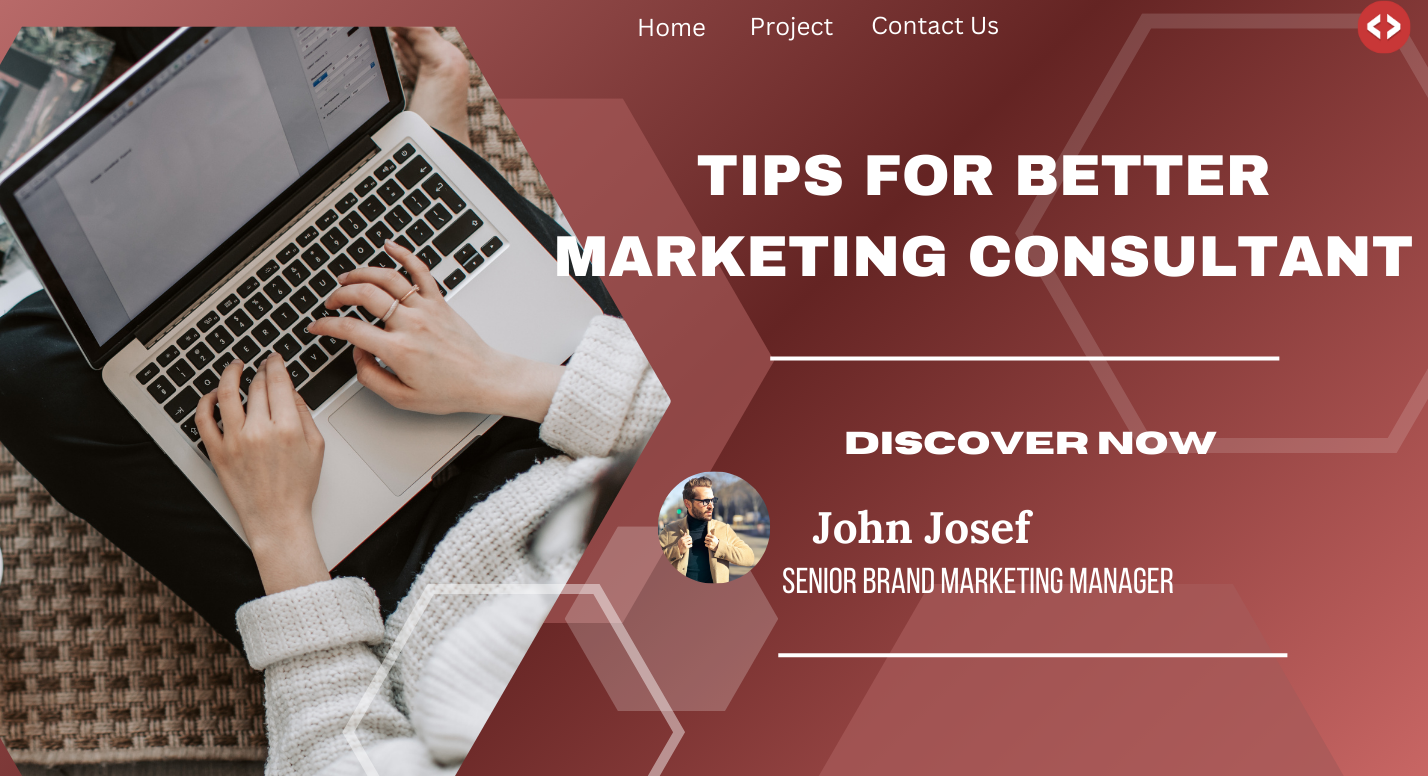 Home Project Contact Us
TIPS FOR BETTER
MARKETING CONSULTANT
DISCOVER NOW
John Josef
SENIOR BRAND MARKETING MANAGER